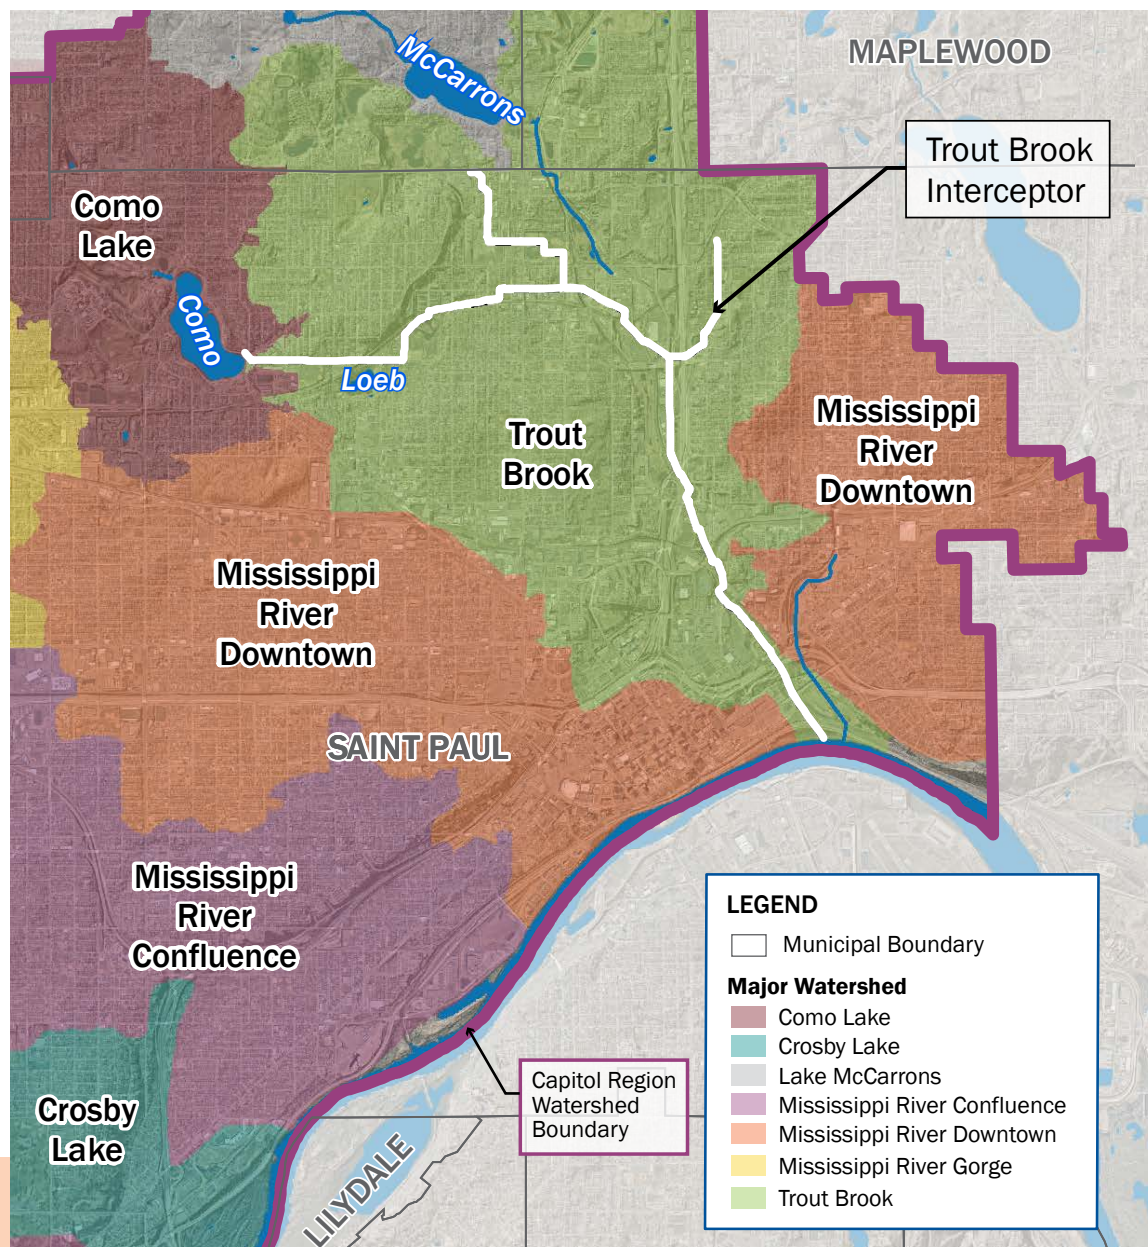 McCarrons
MAPLEWOOD
Trout Brook
Interceptor
Como
Lake
Como
Loeb
Trout
Brook
Mississippi
River
Downtown
Mississippi
River
Downtown
SAINT PAUL
Mississippi
River
Confluence
Crosby
Lake
Capitol Region
Watershed
Boundary
LILYDALE
LEGEND
Municipal Boundary
Major Watershed
Como Lake
Crosby Lake
Lake McCarrons
Mississippi River Confluence
Mississippi River Downtown
Mississippi River Gorge
Trout Brook